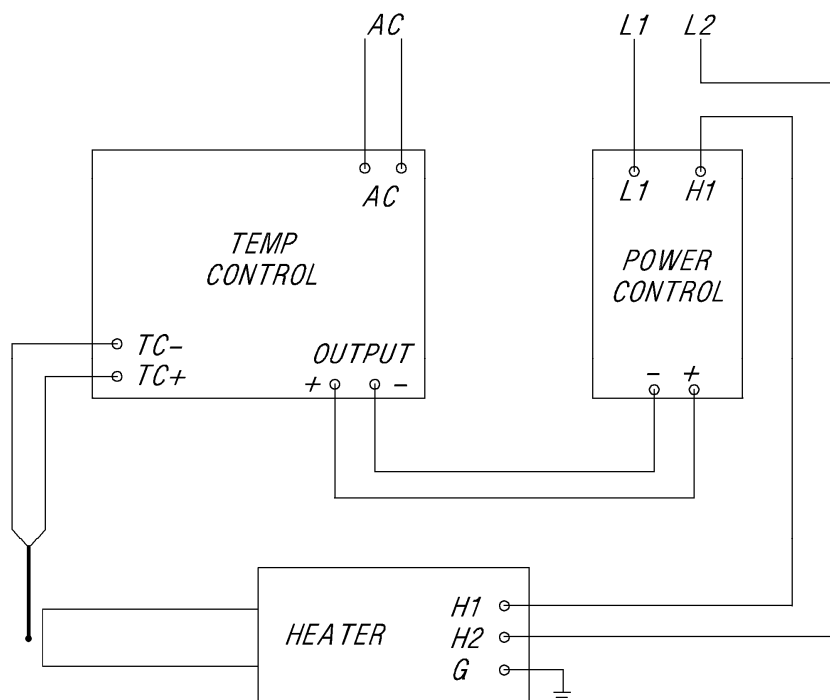 AC
L1 L2
AC
L1 H1
TEMP
CONTROL
POWER
CONTROL
TC-
TC+
OUTPUT
+ -
- +
H1
HEATER
H2
G